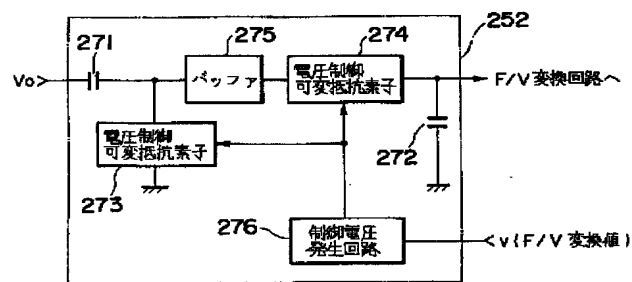 271
275
274
252
Vo
バッファ
電圧制御
可変抵抗素子
F/V変換回路へ
電圧制御
可変抵抗素子
272
273
276
制御電圧
発生回路
v(F/V変換値)